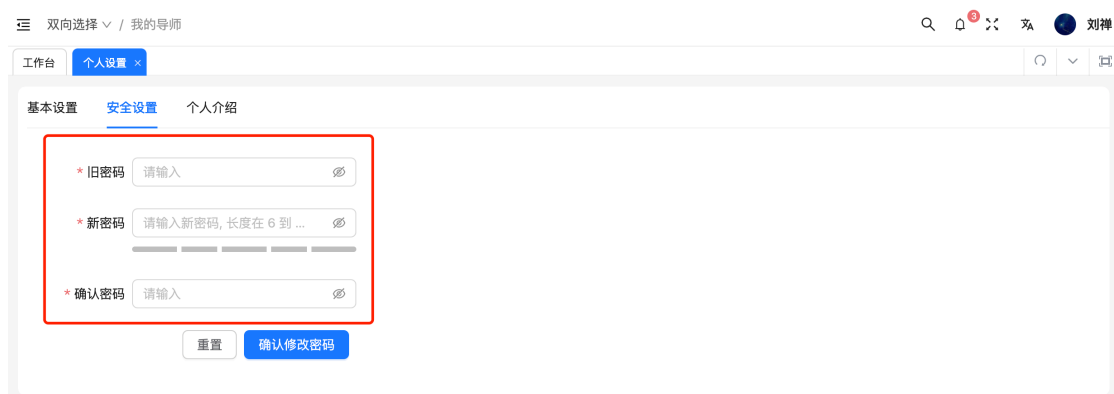 双向选择 / 我的导师 3 刘禅
工作台 个人设置 ×
基本设置 安全设置 个人介绍
* 旧密码 请输入
* 新密码 请输入新密码, 长度在 6 到 ...
* 确认密码 请输入
重置 确认修改密码